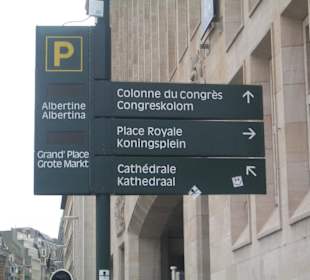 P
Albertine
Albertina
Grand' Place
Grote Markt
Colonne du congrès
Congreskolom
Place Royale
Koningsplein
Cathédrale
Kathedraal